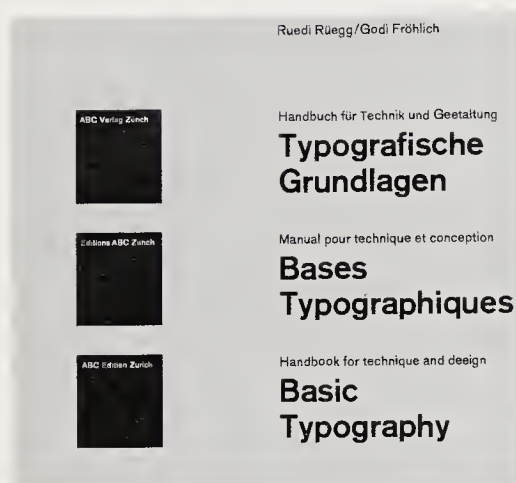 Ruedi Rüegg/Godi Fröhlich
ABC Verlag Zürich
Handbuch für Technik und Geetaltung
Typografische
Grundlagen
Editions ABC Zurich
Manual pour technique et conception
Bases
Typographiques
ABC Edition Zurich
Handbook for technique and deeign
Basic
Typography